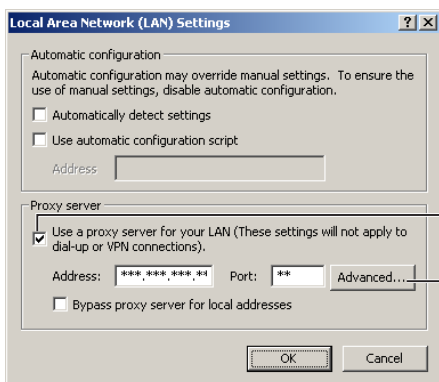 Local Area Network (LAN) Settings
Automatic configuration
Automatic configuration may override manual settings. To ensure the
use of manual settings, disable automatic configuration.
Automatically detect settings
Use automatic configuration script
Address
Proxy server
Use a proxy server for your LAN (These settings will not apply to
dial-up or VPN connections).
Address: ***.***.***.** Port: ** Advanced...
Bypass proxy server for local addresses
OK Cancel